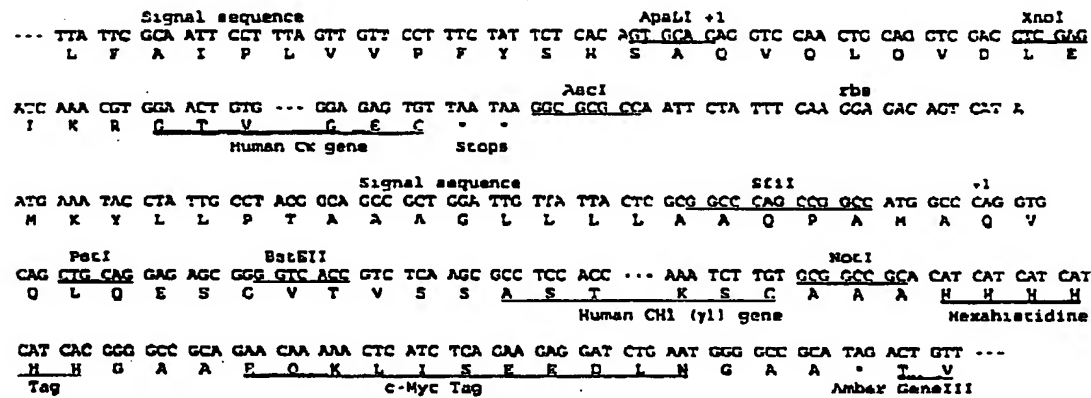 Signal sequence ApaLI +1 XhoI
--- TTA TTC GCA ATT CCT TTA GTT GTT CCT TTC TAT TCT CAC AGT GCA GAG GTC CAA CTG CAG GTC GAC CTC GAG
L F A I P L V V P F Y S H S A Q V Q L Q V D L E
AscI rbs
ATC AAA CGT GGA ACT GTG --- GGA GAG TGT TAA TAA GGC GCG CCA ATT CTA TTT CAA GGA GACAGT CAT A
I K R G T V G E C * *
Human Cκ gene Stops
Signal sequence SfiI +1
ATG AAA TAC CTA TTG CCT ACG GCA GCC GCT GGA TTG TTA TTA CTC GCG GCC CAG CCG GCC ATG GCC CAG GTG
M K Y L L P T A A A G L L L L A A Q P A M A Q V
PstI BstEII NotI
CAG CTG CAG GAG AGC GGG GTC ACC GTC TCA AGC GCC TCC ACC --- AAA TCT TGT GCG GCC GCA CAT CAT CAT CAT
Q L Q E S G V T V S S A S T K S C A A A H H H H
Human CH1 (γ1) gene Hexahistidine
CAT CAC GGG GCC GCA GAA CAA AAA CTC ATC TCA GAA GAG GAT CTG AAT GGG GCC GCA TAG ACT GTT ---
H H G A A E Q K L I S E E D L N G A A * T V
Tag c-Myc Tag Amber GeneIII